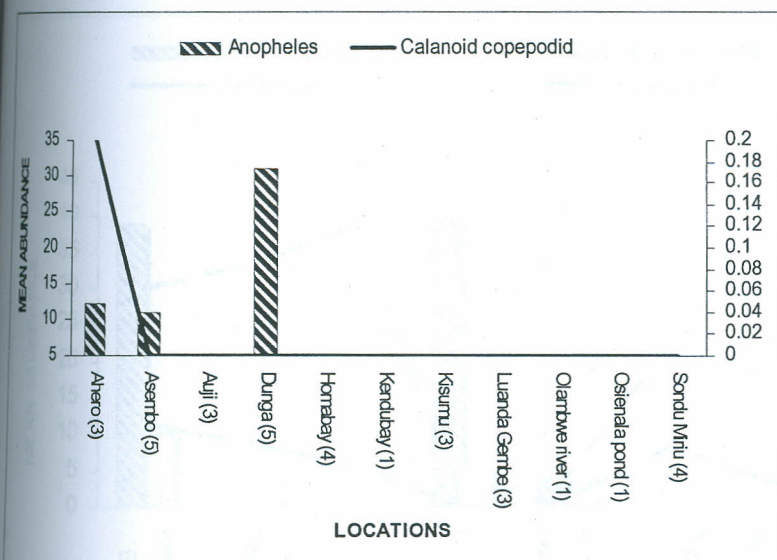 Anopheles Calanoid copepodid
MEAN ABUNDANCE
35
30
25
20
15
10
5
0.2
0.18
0.16
0.14
0.12
0.1
0.08
0.06
0.04
0.02
0
Ahero (3)
Asembo (5)
Auji (3)
Dunga (5)
Homabay (4)
Kendubay (1)
Kisumu (3)
Luanda Gembe (3)
Olambwe river (1)
Osienala pond (1)
Sondu Miriu (4)
LOCATIONS